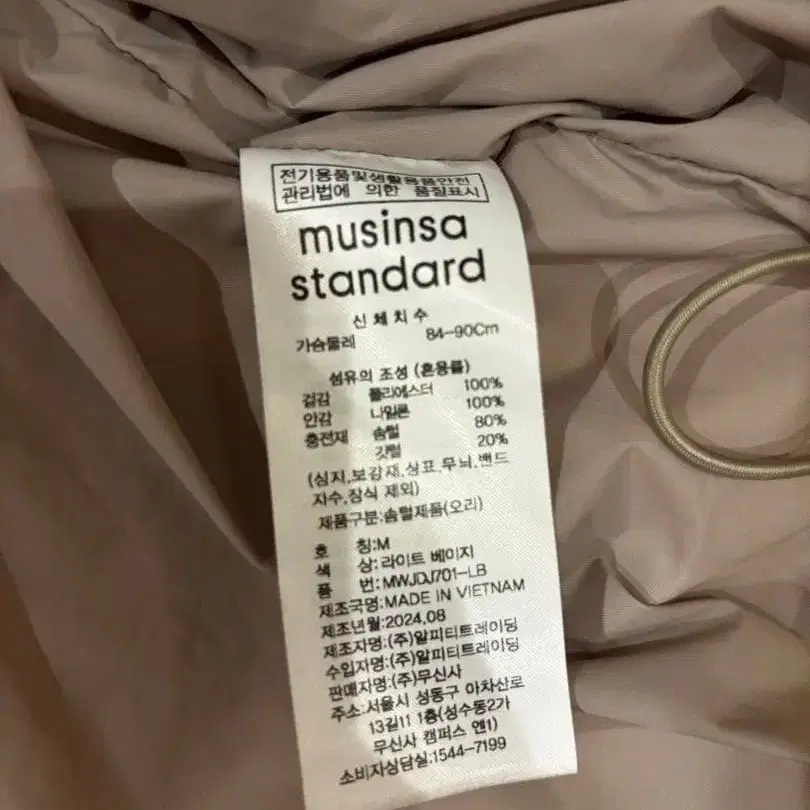 전기용품및생활용품안전
관리법에 의한 품질표시
musinsa
standard
신체치수
가슴둘레 84-90Cm
섬유의 조성 (혼용률)
겉감 폴리에스터 100%
안감 나일론 100%
충전재 솜털 80%
깃털 20%
(심지,보강재,상표,무늬,밴드
자수,장식 제외)
제품구분:솜털제품(오리)
호 칭:M
색 상:라이트 베이지
품 번:MWJDJ701-LB
제조국명:MADE IN VIETNAM
제조년월:2024.08
제조자명:(주)알피티트레이딩
수입자명:(주)알피티트레이딩
판매자명:(주)무신사
주소:서울시 성동구 아차산로
13길11 1층(성수동2가
무신사 캠퍼스 엔1)
소비자상담실:1544-7199